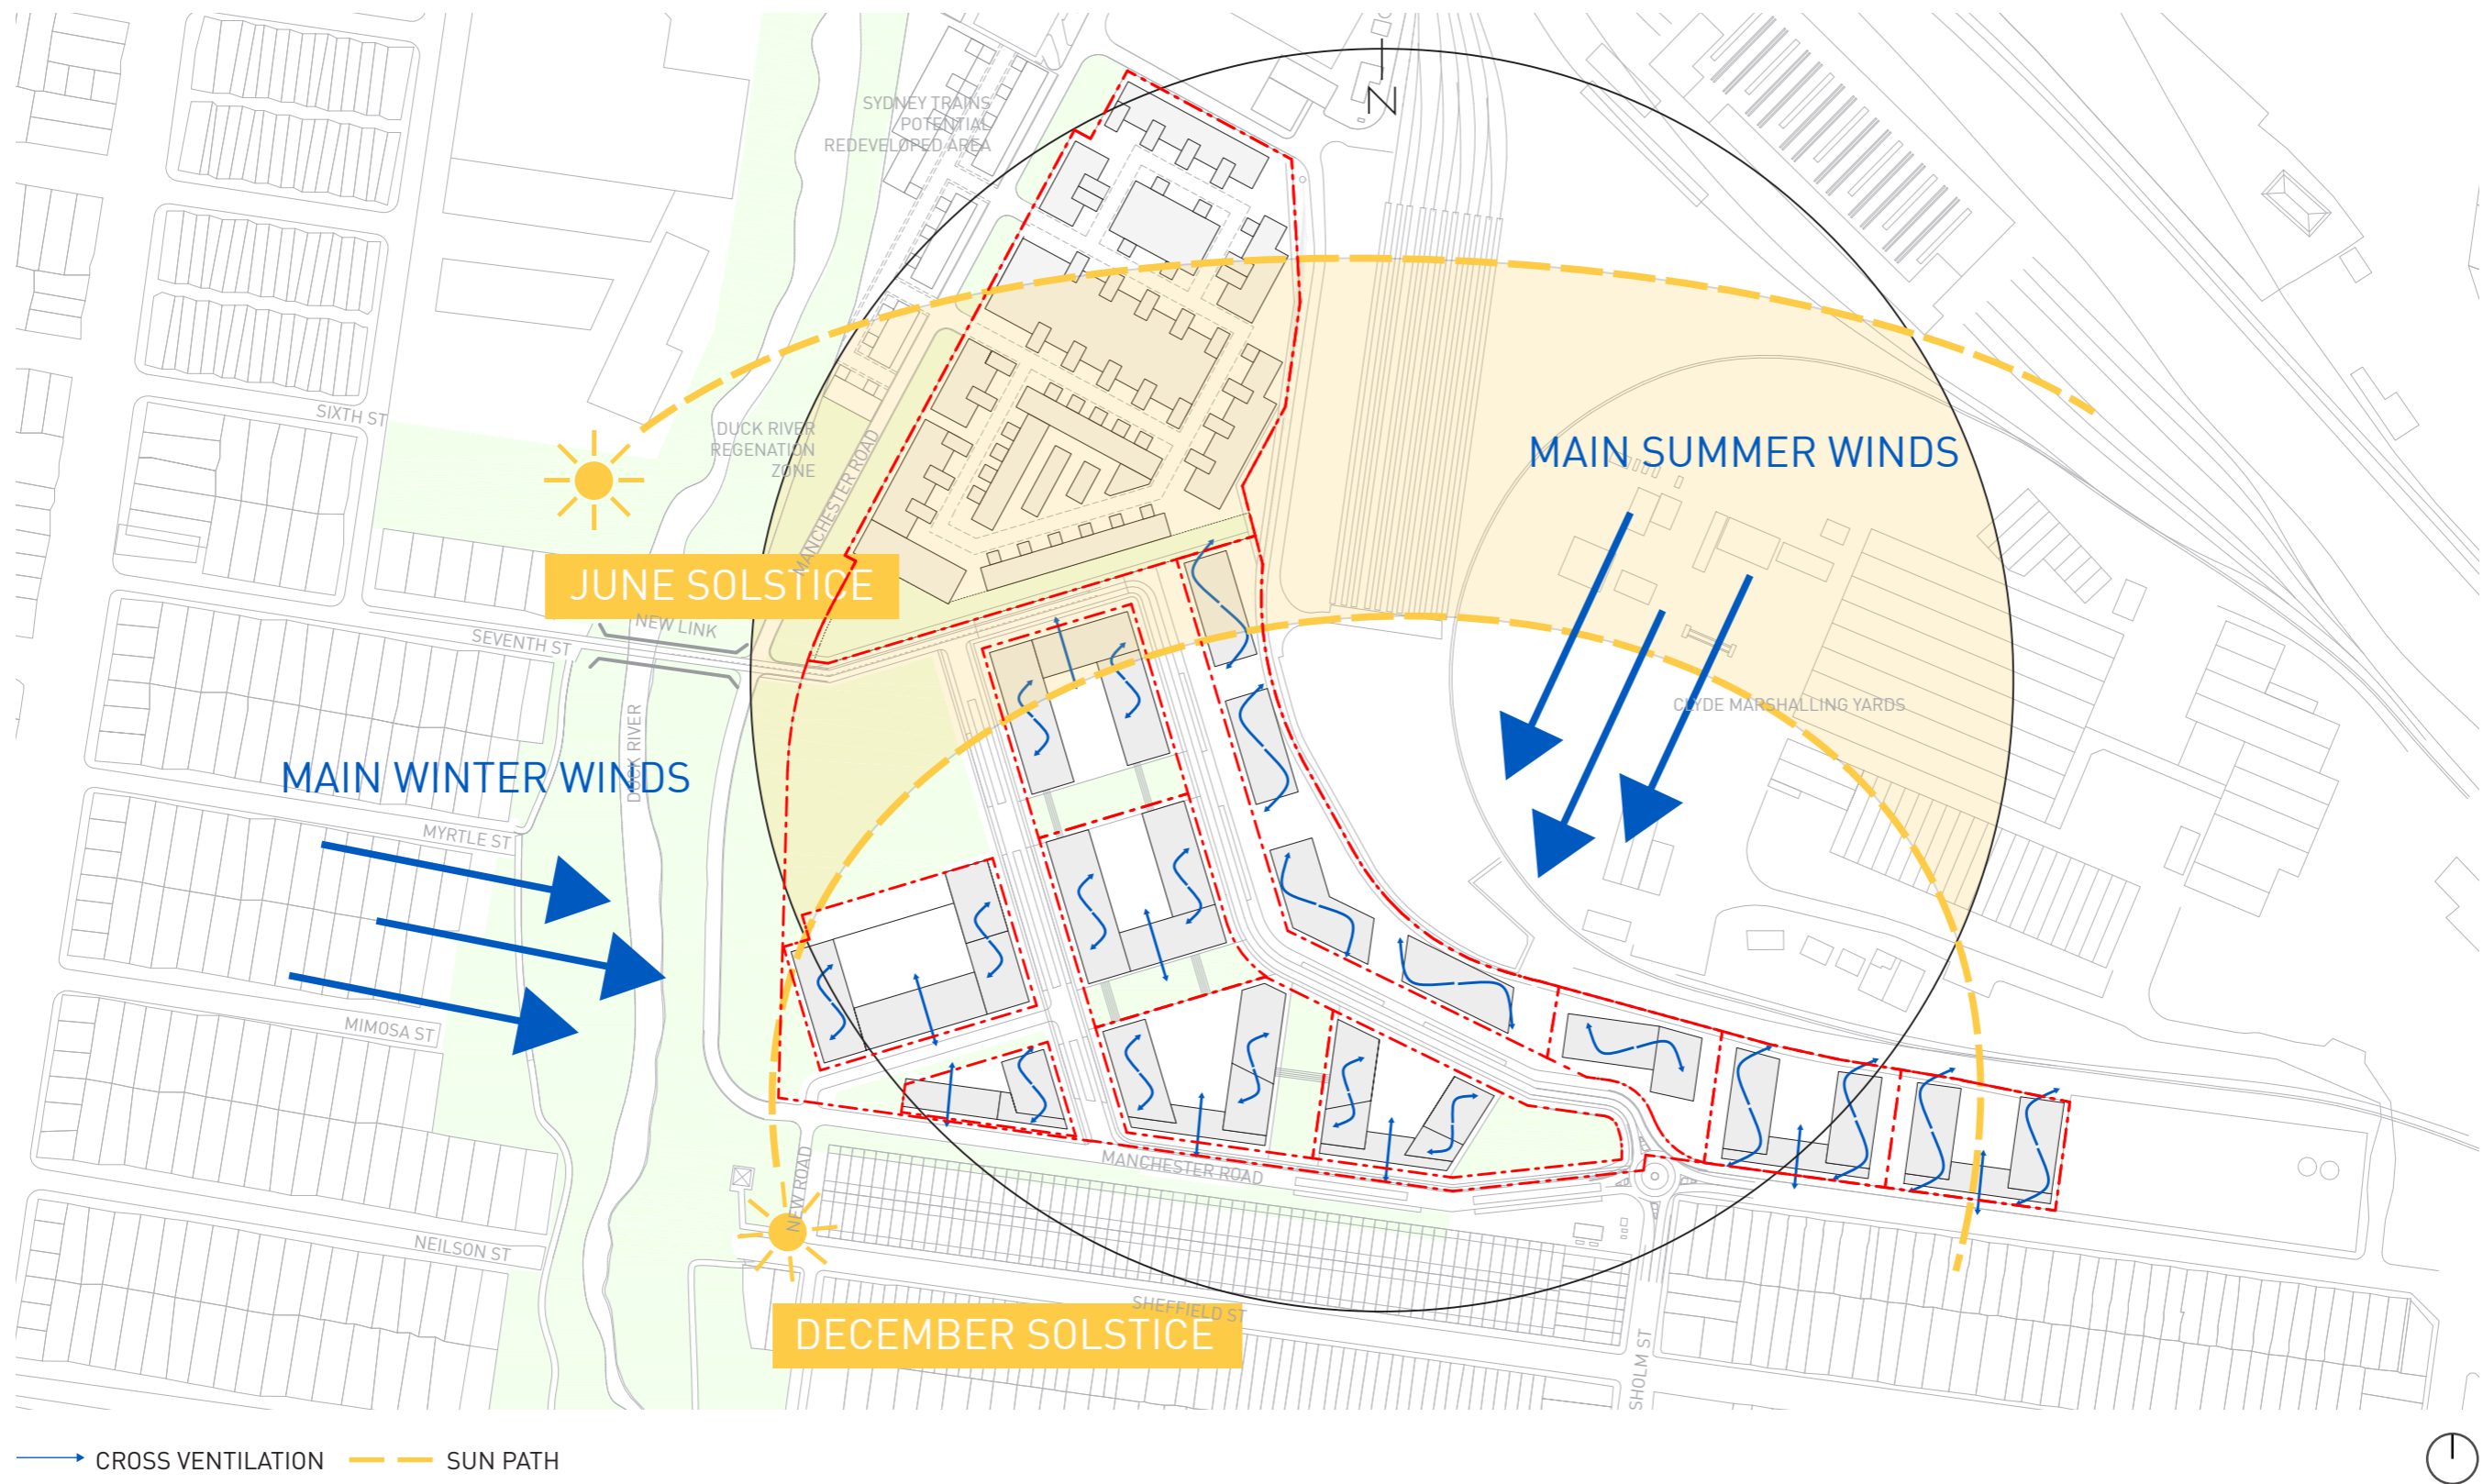 N
SYDNEY TRAINS
POTENTIAL
REDEVELOPED AREA
SIXTH ST
DUCK RIVER
REGENATION
ZONE
MANCHESTER ROAD
MAIN SUMMER WINDS
JUNE SOLSTICE
NEW LINK
SEVENTH ST
CLYDE MARSHALLING YARDS
DUCK RIVER
MAIN WINTER WINDS
MYRTLE ST
MIMOSA ST
MANCHESTER ROAD
NEW ROAD
NEILSON ST
SHEFFIELD ST
DECEMBER SOLSTICE
SHOLM ST
CROSS VENTILATION
SUN PATH